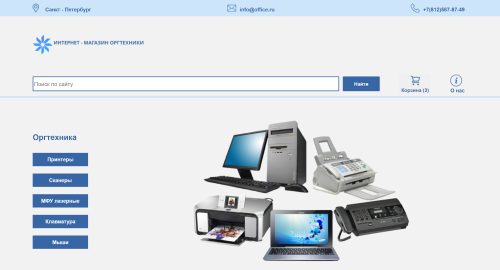 Санкт - Петербург
info@office.ru
+7(812)567-87-49
ИНТЕРНЕТ - МАГАЗИН ОРГТЕХНИКИ
Поиск по сайту
Найти
Корзина (3)
О нас
Оргтехника
Принтеры
Сканеры
МФУ лазерные
Клавиатура
Мыши